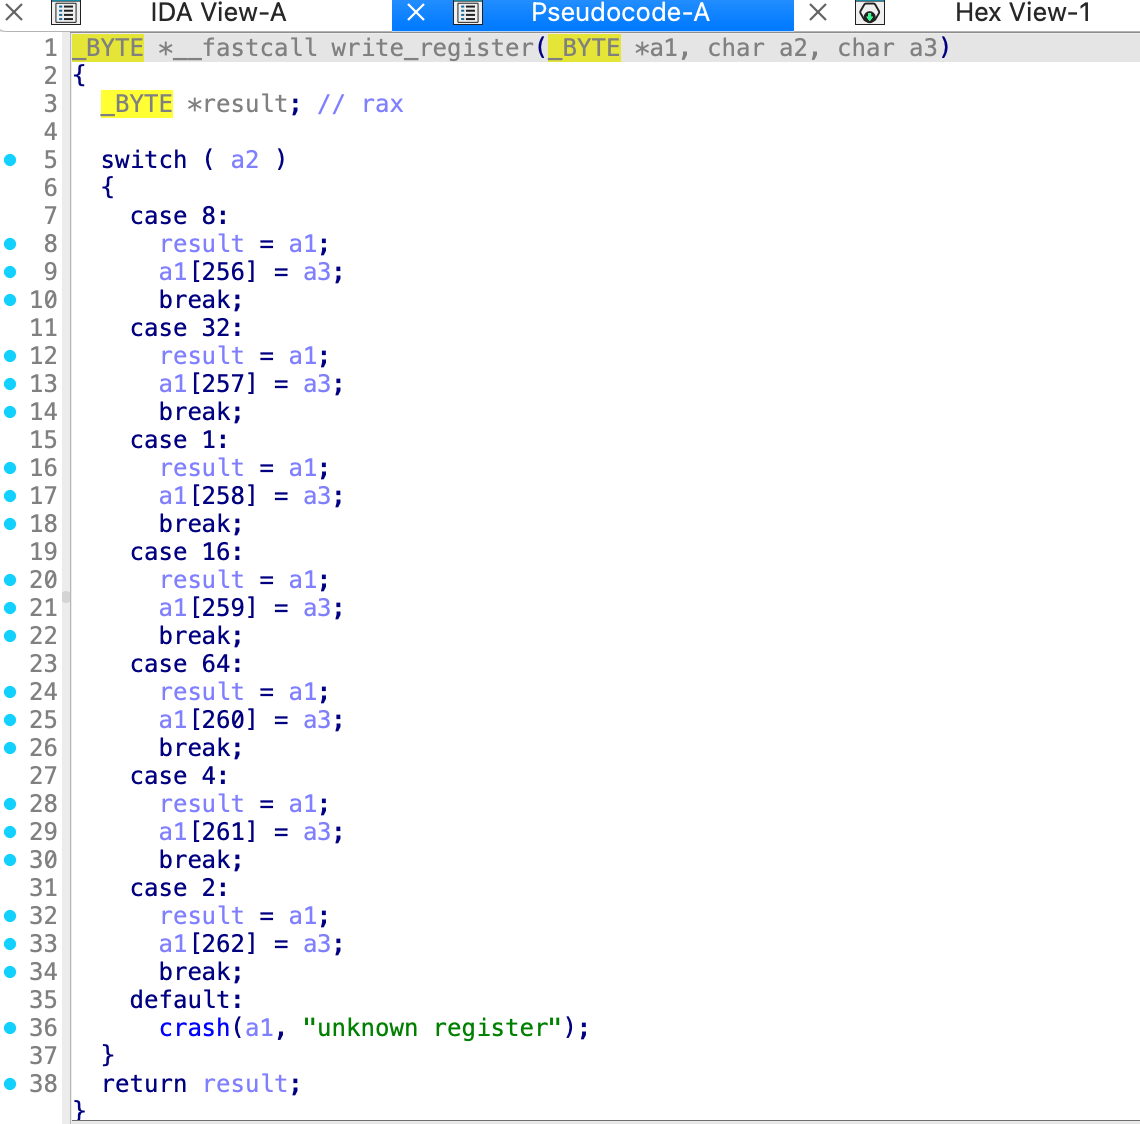 IDA View-A Pseudocode-A Hex View-1
1 _BYTE *__fastcall write_register(_BYTE *a1, char a2, char a3)
2 {
3 _BYTE *result; // rax
4
5 switch ( a2 )
6 {
7 case 8:
8 result = a1;
9 a1[256] = a3;
10 break;
11 case 32:
12 result = a1;
13 a1[257] = a3;
14 break;
15 case 1:
16 result = a1;
17 a1[258] = a3;
18 break;
19 case 16:
20 result = a1;
21 a1[259] = a3;
22 break;
23 case 64:
24 result = a1;
25 a1[260] = a3;
26 break;
27 case 4:
28 result = a1;
29 a1[261] = a3;
30 break;
31 case 2:
32 result = a1;
33 a1[262] = a3;
34 break;
35 default:
36 crash(a1, "unknown register");
37 }
38 return result;
}